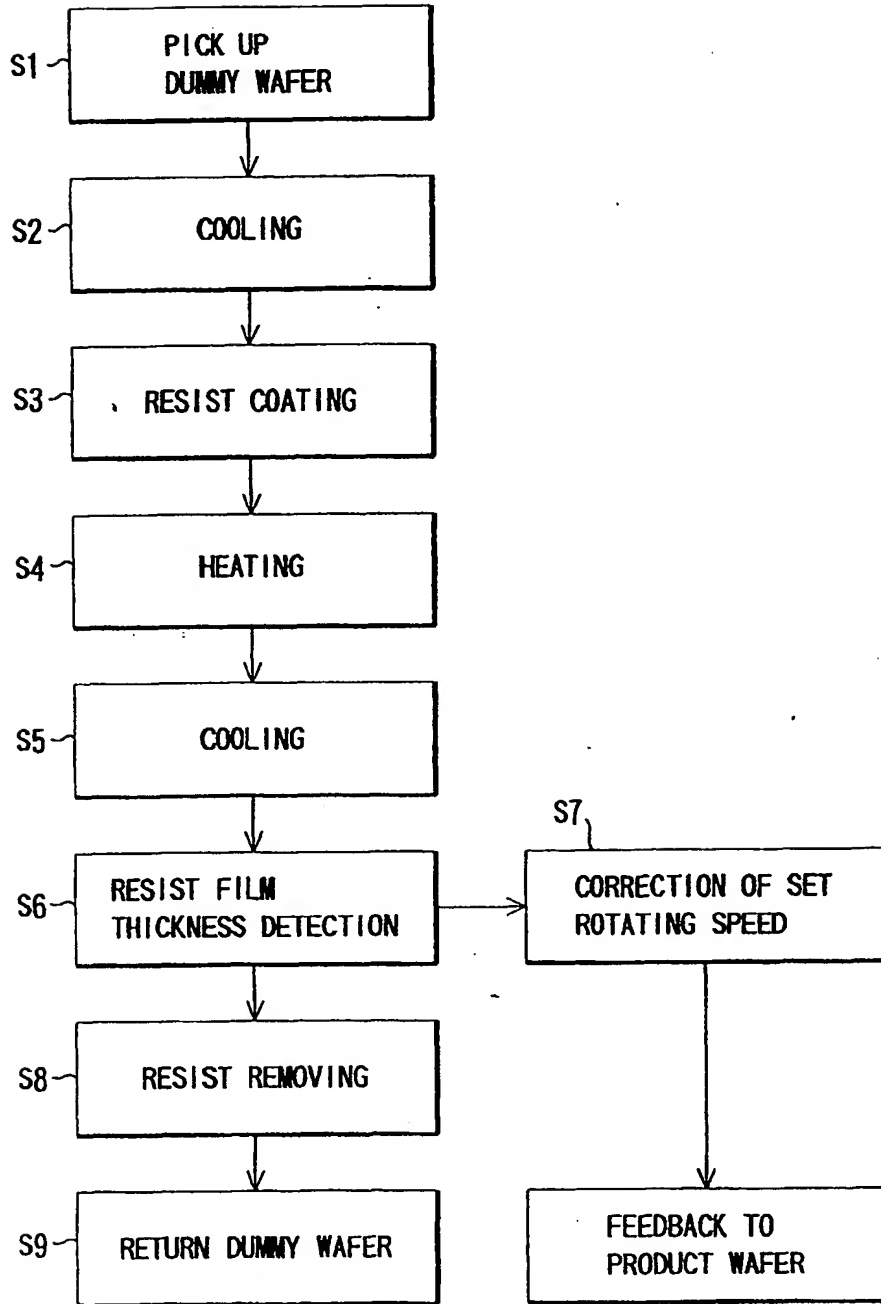 S1
PICK UP
DUMMY WAFER
S2
COOLING
S3
RESIST COATING
S4
HEATING
S5
COOLING
S6
RESIST FILM
THICKNESS DETECTION
S7
CORRECTION OF SET
ROTATING SPEED
S8
RESIST REMOVING
S9
RETURN DUMMY WAFER
FEEDBACK TO
PRODUCT WAFER